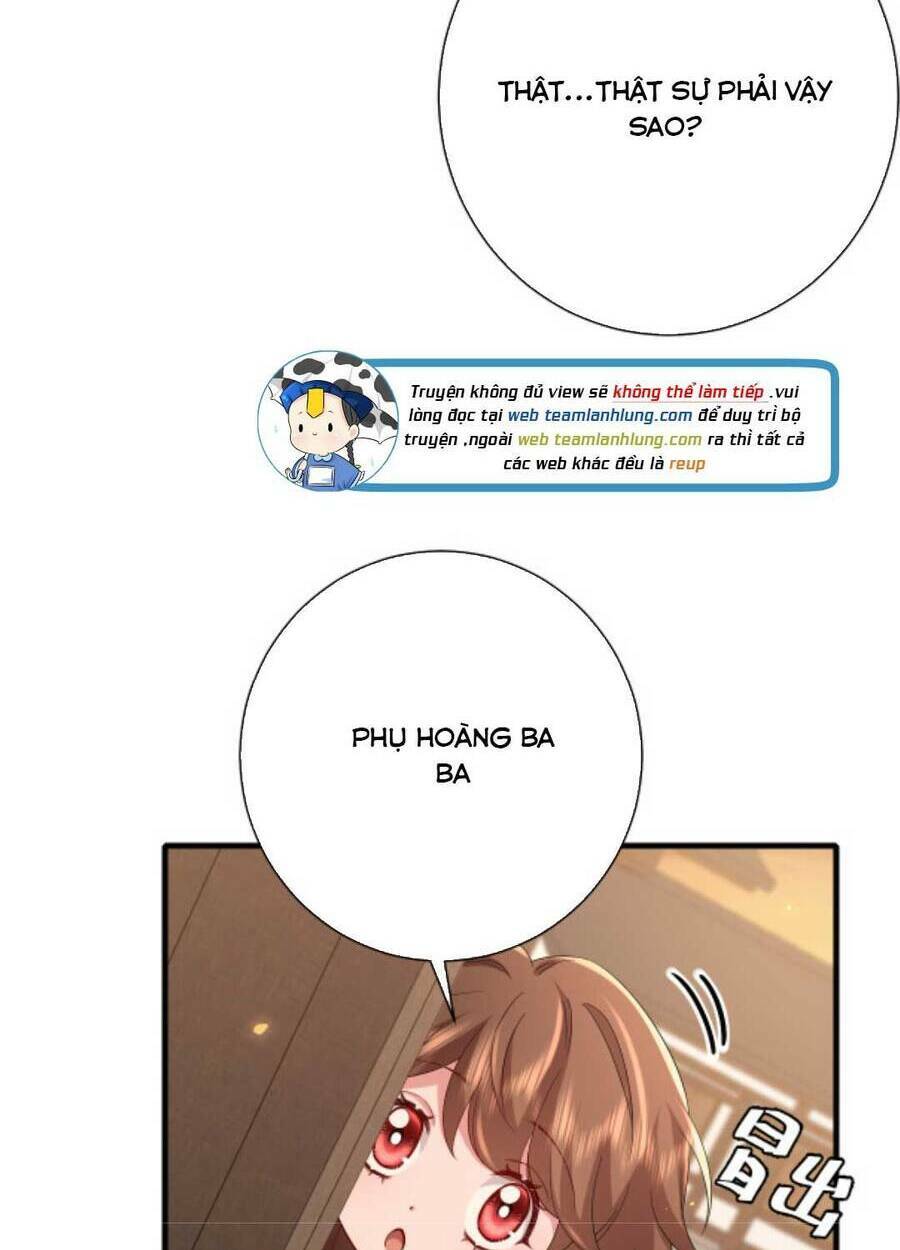 THẬT...THẬT SỰ PHẢI VẬY
SAO?
Truyện không đủ view sẽ không thể làm tiếp .vui
lòng đọc tại web teamlanhlung.com để duy trì bộ
truyện ,ngoài web teamlanhlung.com ra thì tất cả
các web khác đều là reup
PHỤ HOÀNG BA
BA
冒出